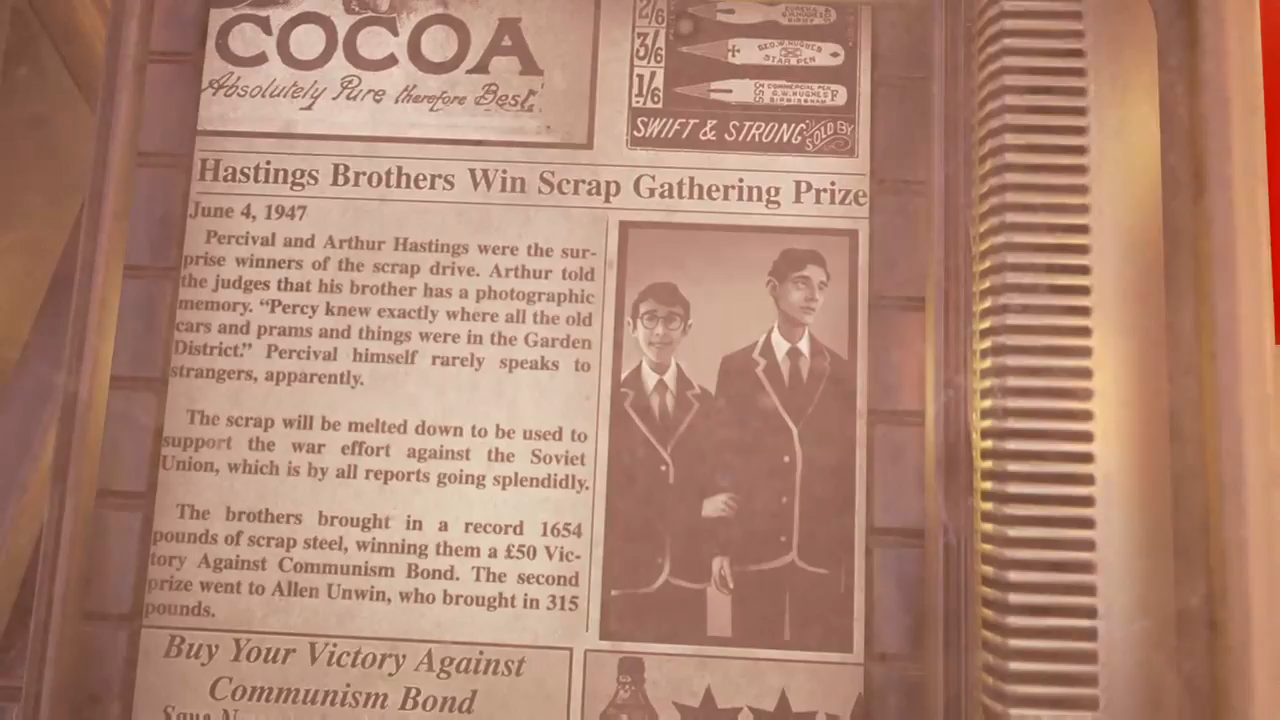 COCOA
Absolutely Pure therefore Best.
2/6
3/6
GEO. W. HUGHES
STAR PEN
1/6
COMMERCIAL PEN
G.W. HUGHES
BIRMINGHAM
SWIFT & STRONG
SOLD BY
Hastings Brothers Win Scrap Gathering Prize
June 4, 1947
Percival and Arthur Hastings were the sur-
prise winners of the scrap drive. Arthur told
the judges that his brother has a photographic
memory. “Percy knew exactly where all the old
cars and prams and things were in the Garden
District.” Percival himself rarely speaks to
strangers, apparently.
The scrap will be melted down to be used to
support the war effort against the Soviet
Union, which is by all reports going splendidly.
The brothers brought in a record 1654
pounds of scrap steel, winning them a £50 Vic-
tory Against Communism Bond. The second
prize went to Allen Unwin, who brought in 315
pounds.
Buy Your Victory Against
Communism Bond